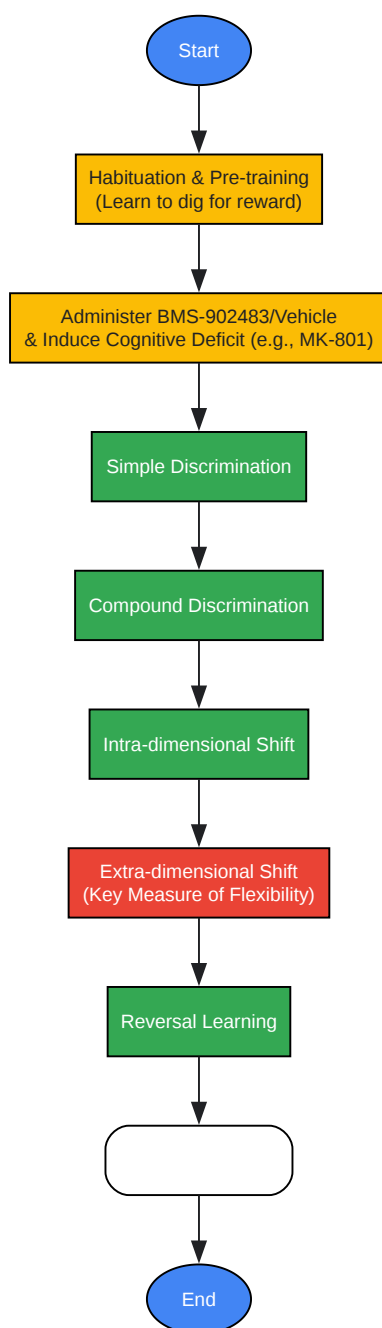 Start
Habituation & Pre-training
(Learn to dig for reward)
Administer BMS-902483/Vehicle
& Induce Cognitive Deficit (e.g., MK-801)
Simple Discrimination
Compound Discrimination
Intra-dimensional Shift
Extra-dimensional Shift
(Key Measure of Flexibility)
Reversal Learning
End